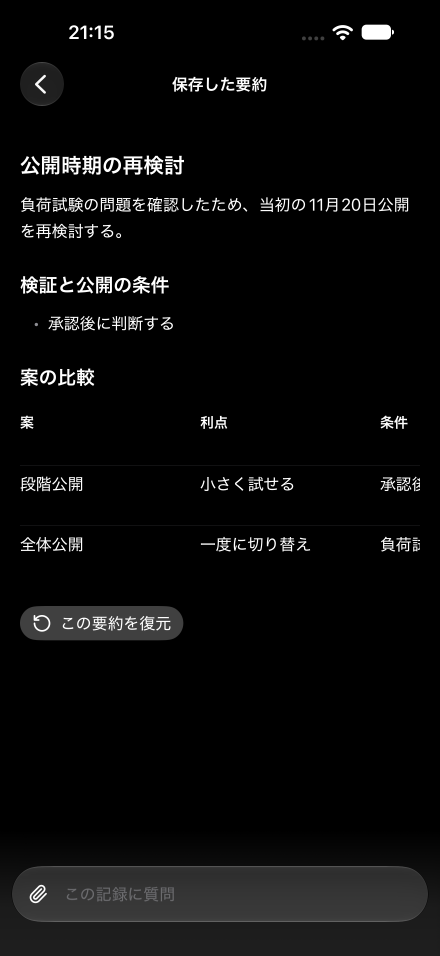 21:15
保存した要約
公開時期の再検討
負荷試験の問題を確認したため、当初の11月20日公開
を再検討する。
検証と公開の条件
・承認後に判断する
案の比較
案 利点 条件
段階公開 小さく試せる 承認
全体公開 一度に切り替え 負荷
この要約を復元
この記録に質問